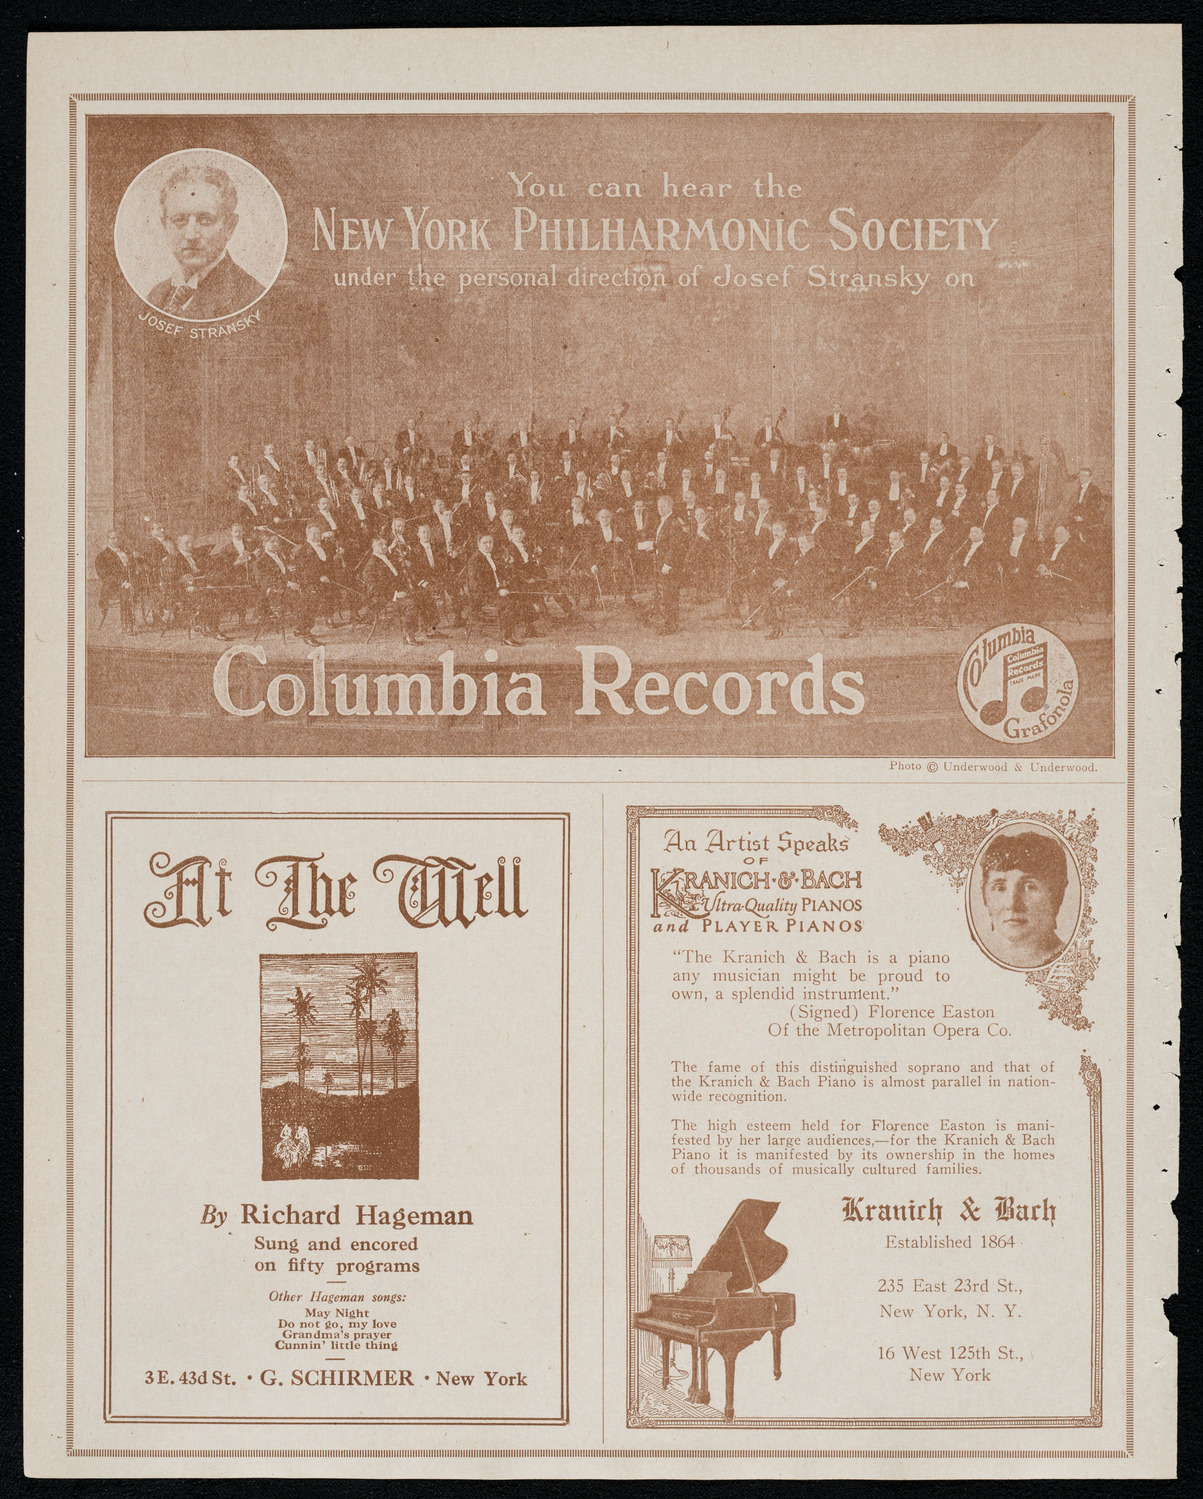 You can hear the
NEW YORK PHILHARMONIC SOCIETY
under the personal direction of Josef Stransky on
JOSEF STRANSKY
Columbia Records
Columbia
Columbia
Records
TRADE MARK
Grafonola
Photo © Underwood & Underwood.
At The Well
By Richard Hageman
Sung and encored
on fifty programs
Other Hageman songs:
May Night
Do not go, my love
Grandma's prayer
Cunnin' little thing
3 E. 43d St. • G. SCHIRMER • New York
An Artist Speaks
OF
KRANICH·&·BACH
Ultra-Quality PIANOS
and PLAYER PIANOS
"The Kranich & Bach is a piano
any musician might be proud to
own, a splendid instrument."
(Signed) Florence Easton
Of the Metropolitan Opera Co.
The fame of this distinguished soprano and that of
the Kranich & Bach Piano is almost parallel in nation-
wide recognition.
The high esteem held for Florence Easton is mani-
fested by her large audiences,—for the Kranich & Bach
Piano it is manifested by its ownership in the homes
of thousands of musically cultured families.
Kranich & Bach
Established 1864
235 East 23rd St.,
New York, N. Y.
16 West 125th St.,
New York